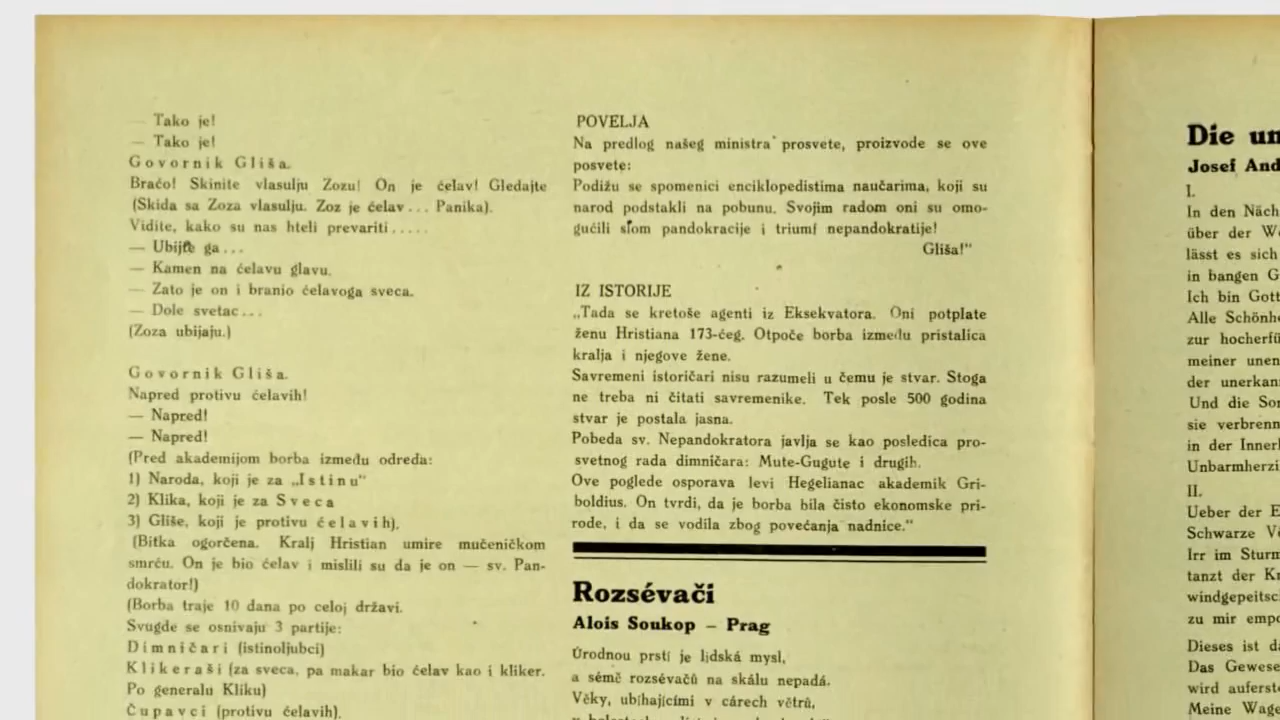 — Tako je!
— Tako je!
Govornik Gliša.
Braćo! Skinite vlasulju Zozu! On je ćelav! Gledajte
(Skida sa Zoza vlasulju. Zoz je ćelav... Panika).
Vidite, kako su nas hteli prevariti.....
— Ubijte ga...
— Kamen na ćelavu glavu.
— Zato je on i branio ćelavoga sveca.
— Dole svetac...
(Zoza ubijaju.)
Govornik Gliša.
Napred protivu ćelavih!
— Napred!
— Napred!
(Pred akademijom borba između odreda:
1) Naroda, koji je za „Istinu"
2) Klika, koji je za Sveca
3) Gliše, koji je protivu ćelavih).
(Bitka ogorčena. Kralj Hristian umire mučeničkom
smrću. On je bio ćelav i mislili su da je on — sv. Pan-
dokrator!)
(Borba traje 10 dana po celoj državi.
Svugde se osnivaju 3 partije:
Dimničari (istinoljubci)
Klikeraši (za sveca, pa makar bio ćelav kao i kliker.
Po generalu Kliku)
Čupavci (protivu ćelavih).
POVELJA
Na predlog našeg ministra prosvete, proizvode se ove
posvete:
Podižu se spomenici enciklopedistima naučarima, koji su
narod podstakli na pobunu. Svojim radom oni su omo-
gućili slom pandokracije i triumf nepandokratije!
Gliša!"
IZ ISTORIJE
„Tada se kretoše agenti iz Eksekvatora. Oni potplate
ženu Hristiana 173-ćeg. Otpoče borba između pristalica
kralja i njegove žene.
Savremeni istoričari nisu razumeli u čemu je stvar. Stoga
ne treba ni čitati savremenike. Tek posle 500 godina
stvar je postala jasna.
Pobeda sv. Nepandokratora javlja se kao posledica pro-
svetnog rada dimničara: Mute-Gugute i drugih.
Ove poglede osporava levi Hegelianac akademik Gri-
boldius. On tvrdi, da je borba bila čisto ekonomske pri-
rode, i da se vodila zbog povećanja nadnice."
Rozsévači
Alois Soukop — Prag
Úrodnou prstí je lidská mysl,
a sémě rozsévačů na skálu nepadá.
Věky, ubíhajícími v cárech větrů,
Die un
Josef And
I.
In den Näch
über der We
lässt es sich
in bangen G
Ich bin Gott
Alle Schönhe
zur hocherfü
meiner unen
der unerkann
Und die Son
sie verbrenn
in der Innerl
Unbarmherzi
II.
Ueber der E
Schwarze Vö
Irr im Sturm
tanzt der Kr
windgepeitsc
zu mir empo
Dieses ist da
Das Gewese
wird auferste
Meine Wage